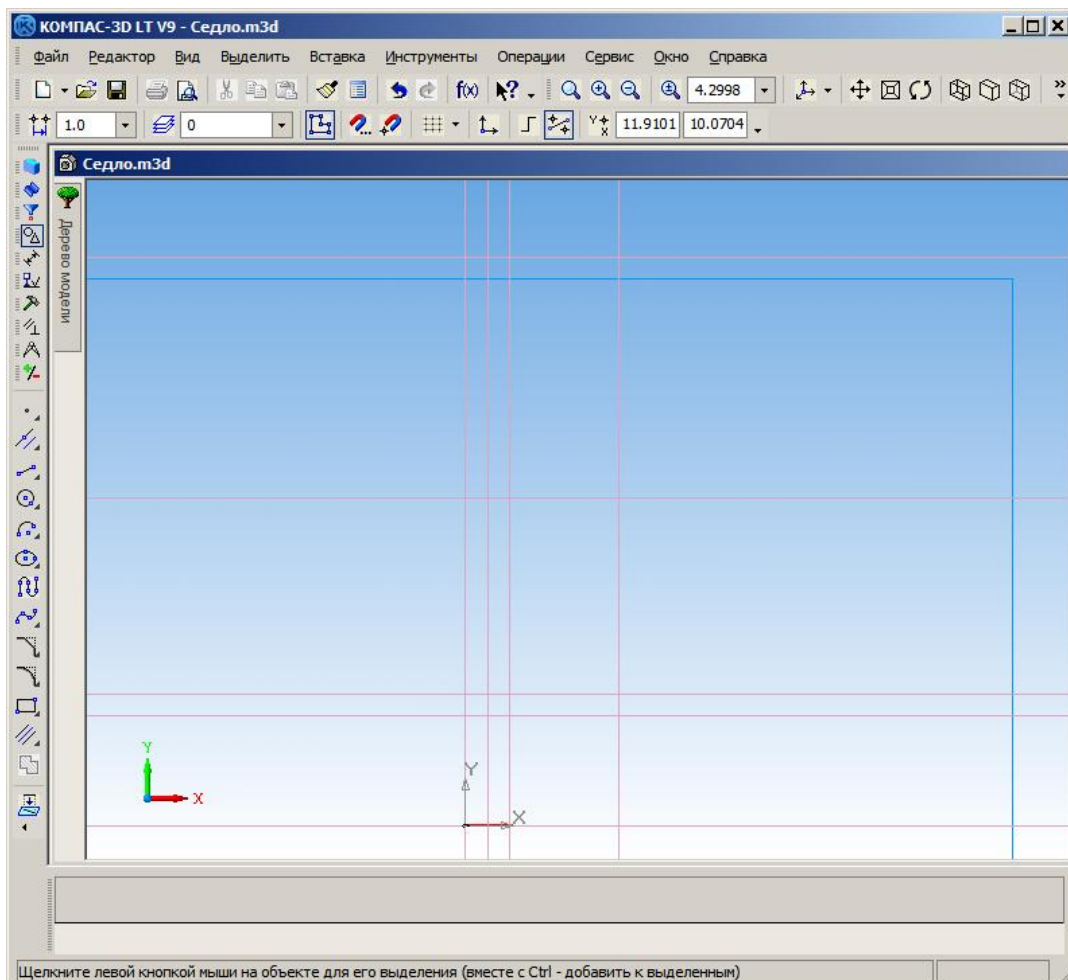 КОМПАС-3D LT V9 - Седло.m3d
Файл Редактор Вид Выделить Вставка Инструменты Операции Сервис Окно Справка
f(x) 4.2998
1.0 0 11.9101 10.0704
Седло.m3d
Дерево модели
Y
X
Y
X
Щелкните левой кнопкой мыши на объекте для его выделения (вместе с Ctrl - добавить к выделенным)